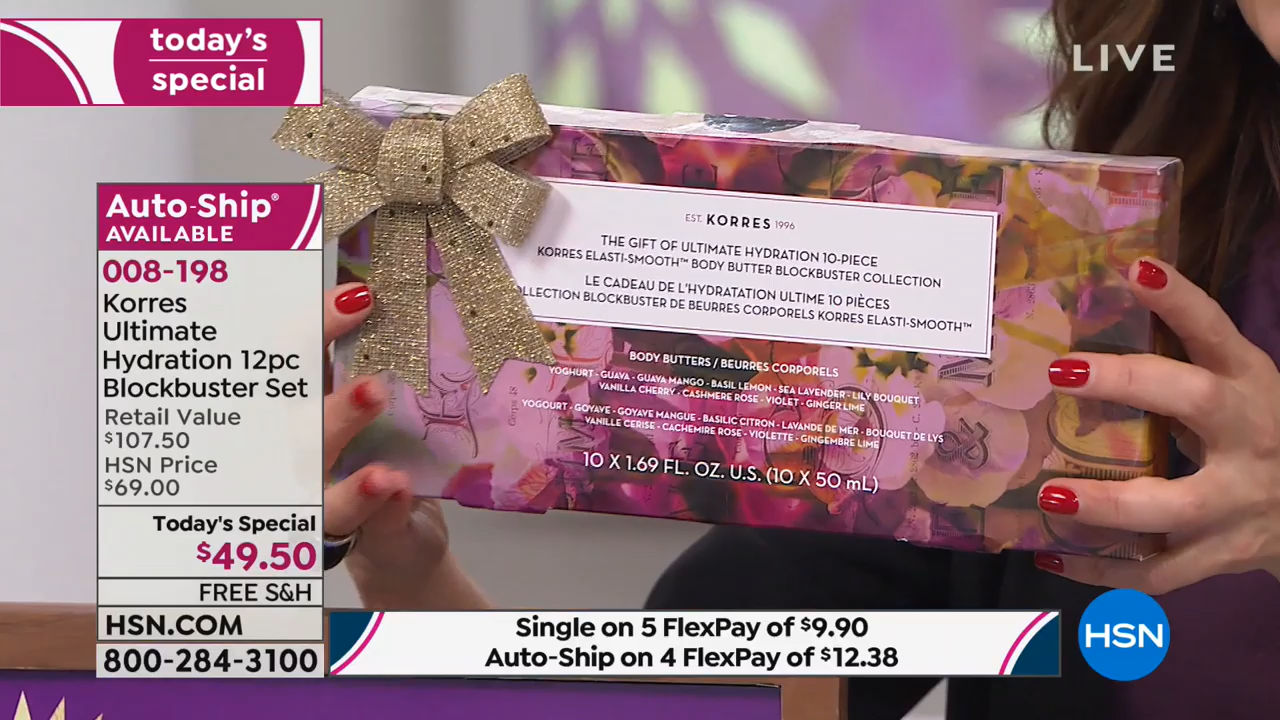 today's
special
LIVE
Auto-Ship®
AVAILABLE
008-198
Korres
Ultimate
Hydration 12pc
Blockbuster Set
Retail Value
$107.50
HSN Price
$69.00
Today's Special
$49.50
FREE S&H
HSN.COM
800-284-3100
EST. KORRES 1996
THE GIFT OF ULTIMATE HYDRATION 10-PIECE
KORRES ELASTI-SMOOTH™ BODY BUTTER BLOCKBUSTER COLLECTION
LE CADEAU DE L'HYDRATATION ULTIME 10 PIÈCES
LLECTION BLOCKBUSTER DE BEURRES CORPORELS KORRES ELASTI-SMOOTH™
BODY BUTTERS / BEURRES CORPORELS
YOGHURT - GUAVA - GUAVA MANGO - BASIL LEMON - SEA LAVENDER - LILY BOUQUET
VANILLA CHERRY - CASHMERE ROSE - VIOLET - GINGER LIME
YOGOURT - GOYAVE - GOYAVE MANGUE - BASILIC CITRON - LAVANDE DE MER - BOUQUET DE LYS
VANILLE CERISE - CACHEMIRE ROSE - VIOLETTE - GINGEMBRE LIME
10 X 1.69 FL. OZ. U.S. (10 X 50 mL)
&
Single on 5 FlexPay of $9.90
Auto-Ship on 4 FlexPay of $12.38
HSN